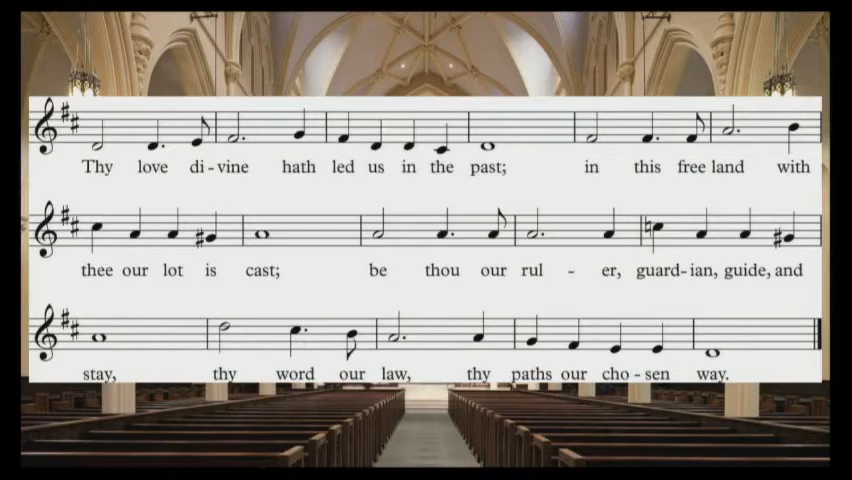 Thy love di - vine hath led us in the past; in this free land with
thee our lot is cast; be thou our rul - er, guard - ian, guide, and
stay, thy word our law, thy paths our cho - sen way.